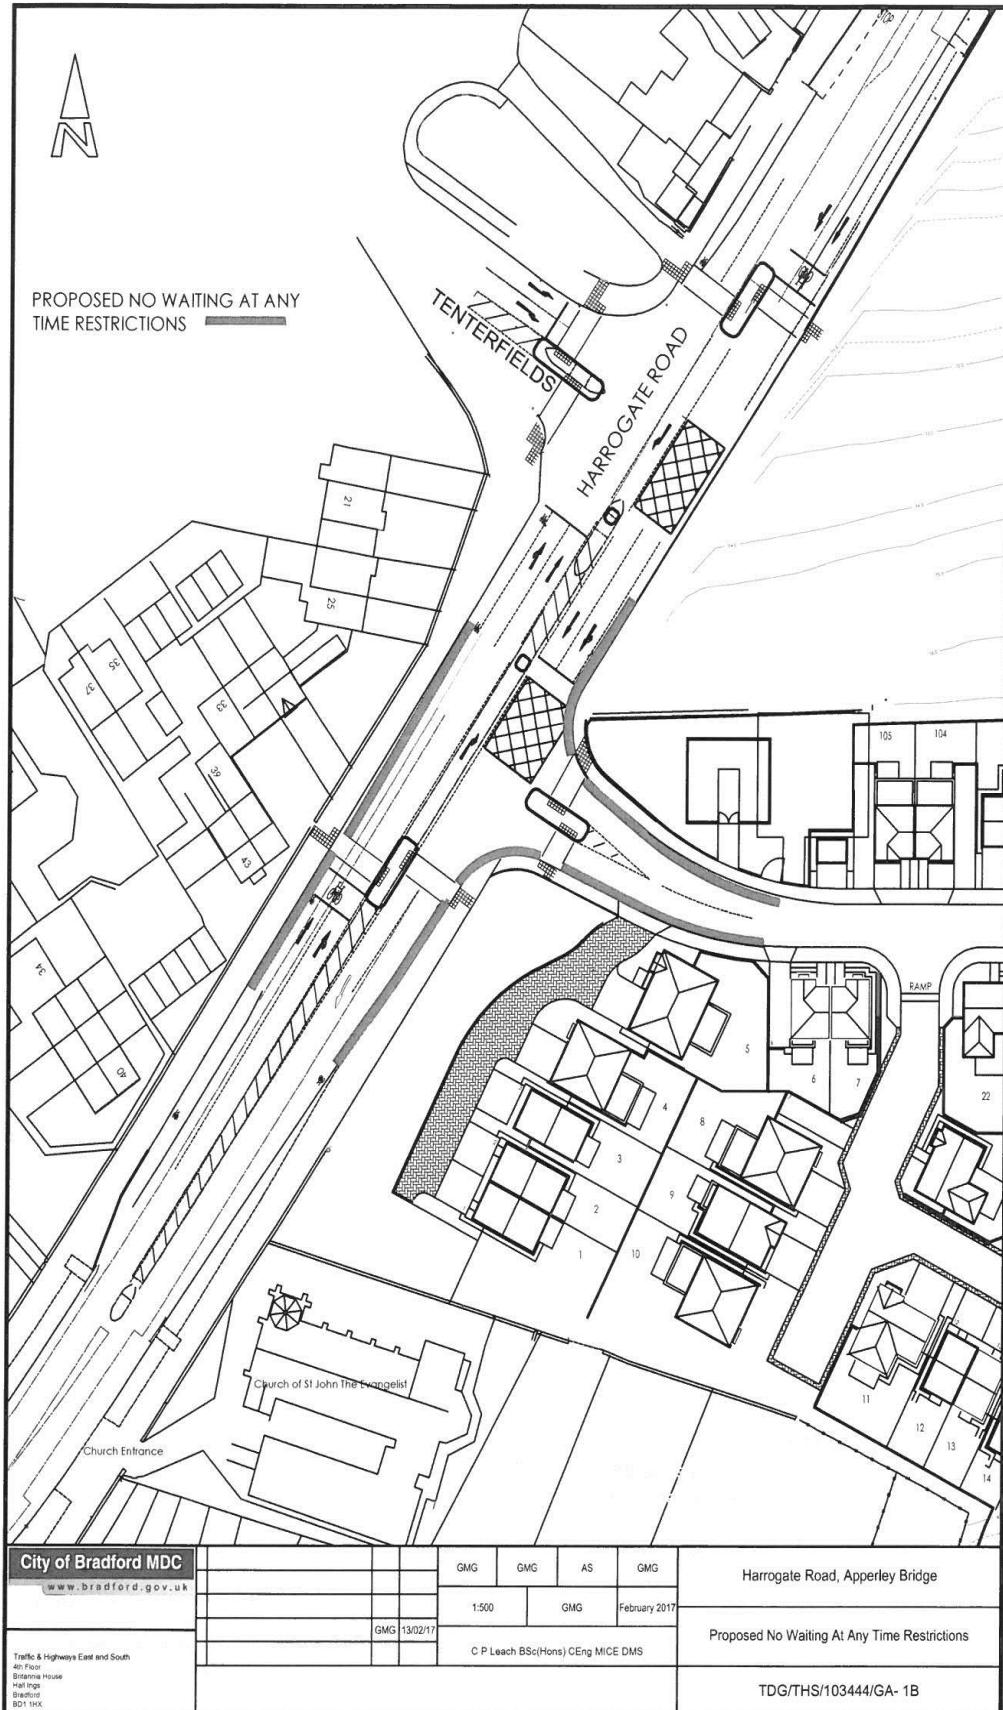 STOP
N
PROPOSED NO WAITING AT ANY
TIME RESTRICTIONS
TENTERFIELDS
HARROGATE ROAD
21
25
35
37
33
39
43
34
40
105
104
RAMP
5
6
7
22
4
8
3
9
2
1
10
11
12
13
14
Church of St John The Evangelist
Church Entrance
City of Bradford MDC
www.bradford.gov.uk
Traffic & Highways East and South
4th Floor
Britannia House
Hall Ings
Bradford
BD1 1HX
GMG 13/02/17
GMG GMG AS GMG
1:500 GMG February 2017
C P Leach BSc(Hons) CEng MICE DMS
Harrogate Road, Apperley Bridge
Proposed No Waiting At Any Time Restrictions
TDG/THS/103444/GA- 1B